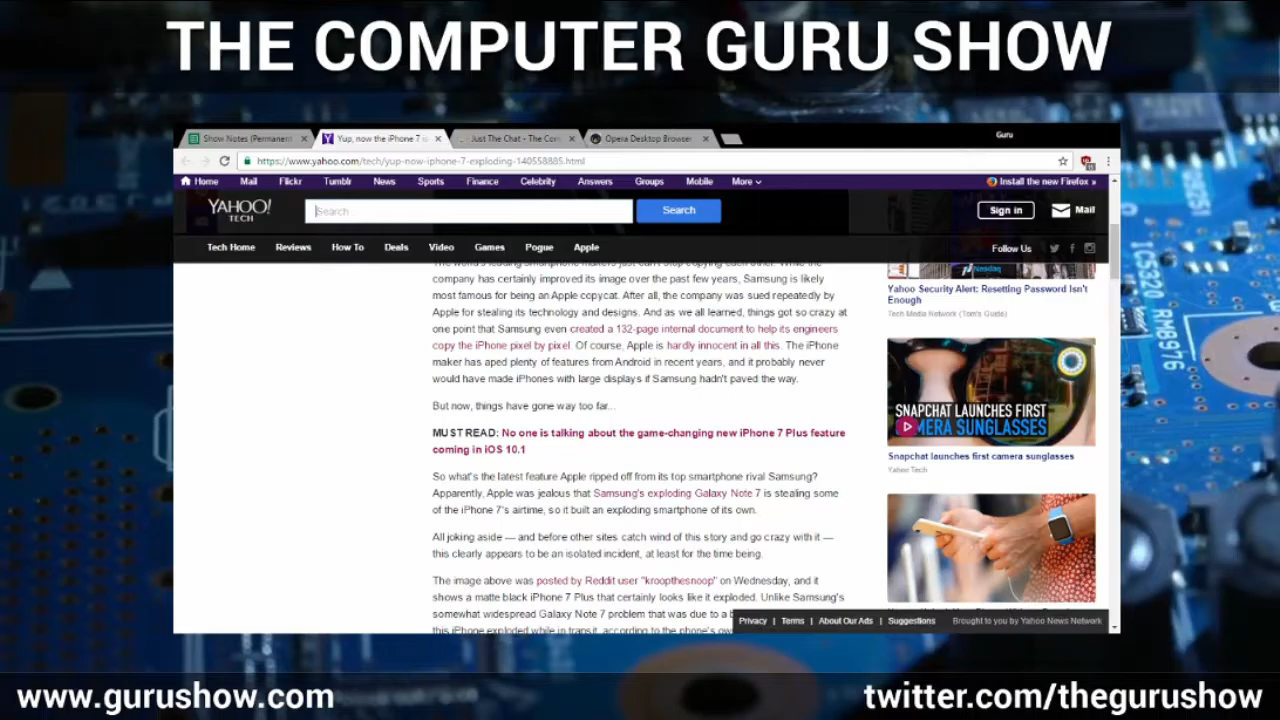 THE COMPUTER GURU SHOW
Show Notes (Permanent
Yup, now the iPhone 7 is
Just The Chat - The Com
Opera Desktop Browser
Guru
https://www.yahoo.com/tech/yup-now-iphone-7-exploding-140558885.html
Home Mail Flickr Tumblr News Sports Finance Celebrity Answers Groups Mobile More
Install the new Firefox »
YAHOO!
TECH
Search
Search
Sign in
Mail
Tech Home Reviews How To Deals Video Games Pogue Apple
Follow Us
company has certainly improved its image over the past few years, Samsung is likely
most famous for being an Apple copycat. After all, the company was sued repeatedly by
Apple for stealing its technology and designs. And as we all learned, things got so crazy at
one point that Samsung even created a 132-page internal document to help its engineers
copy the iPhone pixel by pixel. Of course, Apple is hardly innocent in all this. The iPhone
maker has aped plenty of features from Android in recent years, and it probably never
would have made iPhones with large displays if Samsung hadn't paved the way.
But now, things have gone way too far...
MUST READ: No one is talking about the game-changing new iPhone 7 Plus feature
coming in iOS 10.1
So what's the latest feature Apple ripped off from its top smartphone rival Samsung?
Apparently, Apple was jealous that Samsung's exploding Galaxy Note 7 is stealing some
of the iPhone 7's airtime, so it built an exploding smartphone of its own.
All joking aside — and before other sites catch wind of this story and go crazy with it —
this clearly appears to be an isolated incident, at least for the time being.
The image above was posted by Reddit user "kroopthesnoop" on Wednesday, and it
shows a matte black iPhone 7 Plus that certainly looks like it exploded. Unlike Samsung's
somewhat widespread Galaxy Note 7 problem that was due to a b
this iPhone exploded while in transit, according to the phone's own
Nasdaq
Yahoo Security Alert: Resetting Password Isn't
Enough
Tech Media Network (Tom's Guide)
SNAPCHAT LAUNCHES FIRST
CAMERA SUNGLASSES
Snapchat launches first camera sunglasses
Yahoo Tech
Privacy | Terms | About Our Ads | Suggestions Brought to you by Yahoo News Network
C5320
RM8976
www.gurushow.com
twitter.com/thegurushow